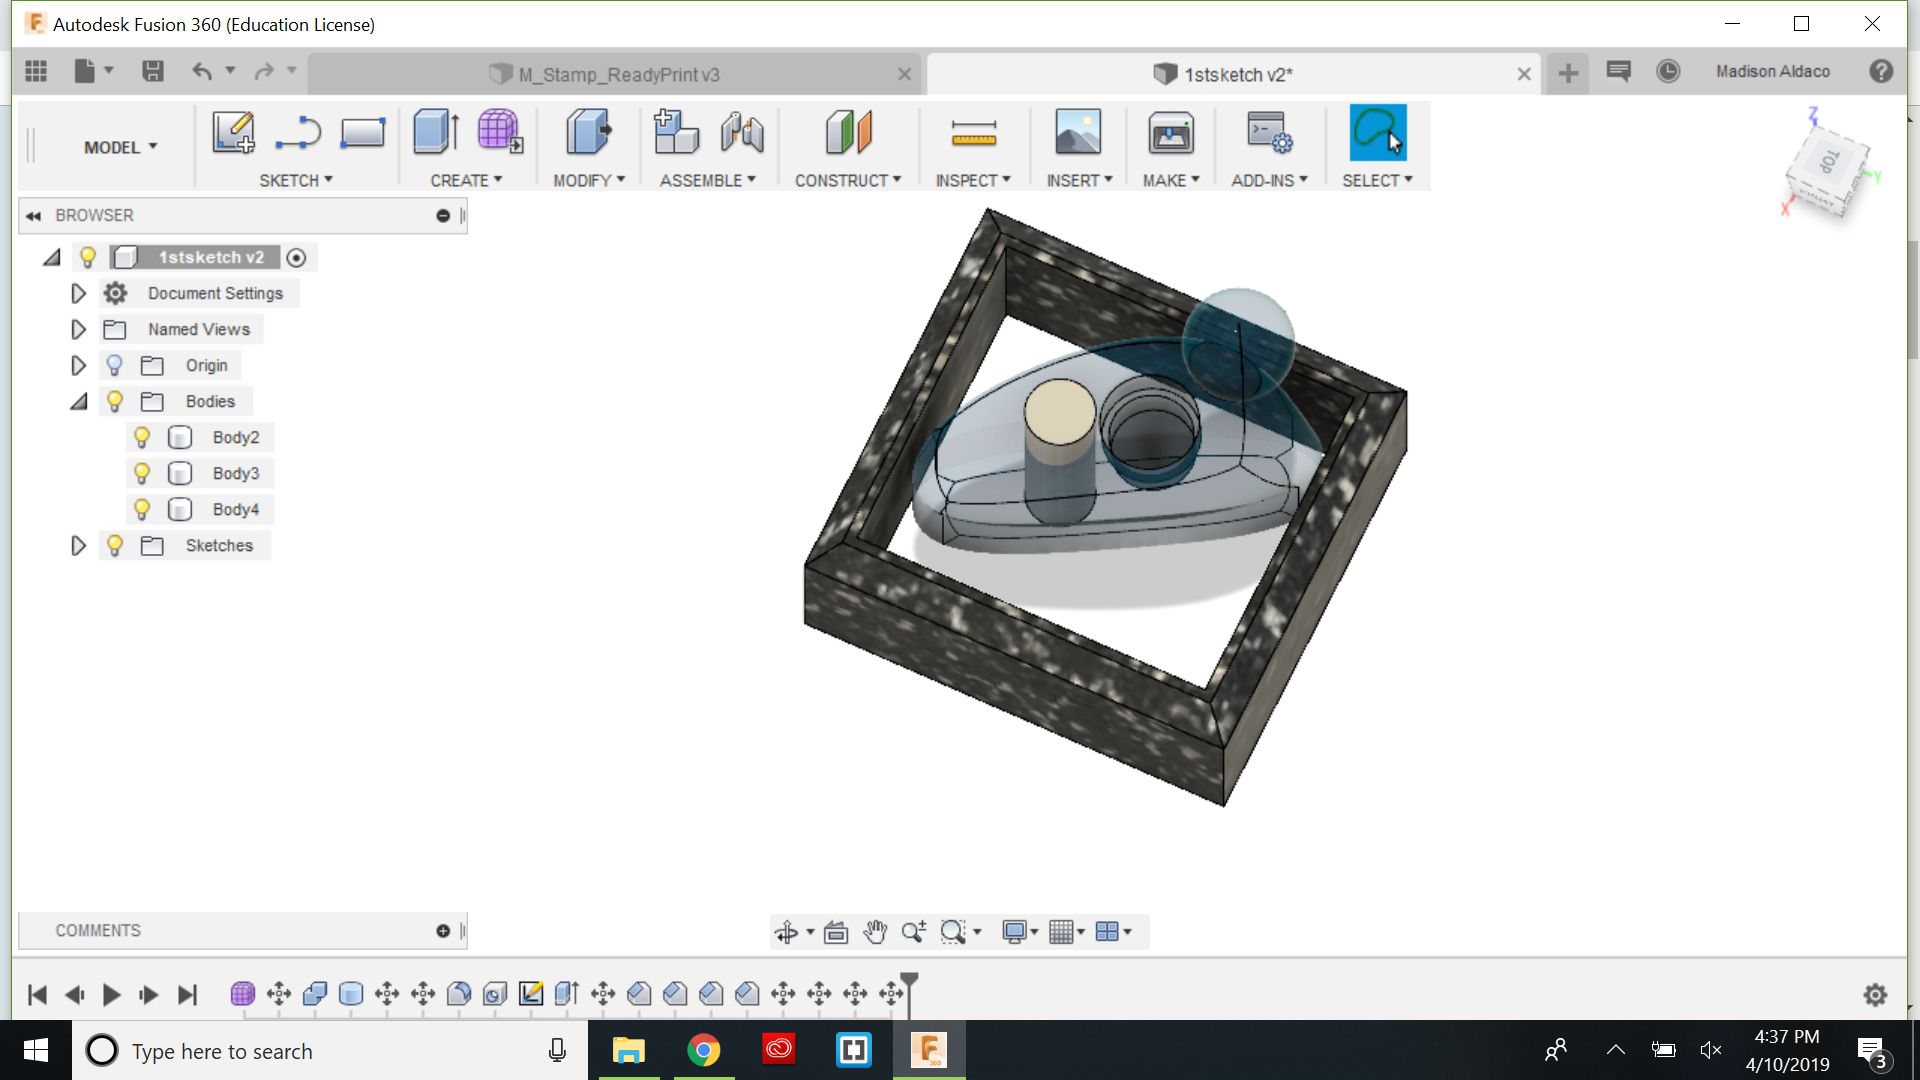 Autodesk Fusion 360 (Education License)
M_Stamp_ReadyPrint v3
1stsketch v2*
Madison Aldaco
MODEL
SKETCH
CREATE
MODIFY
ASSEMBLE
CONSTRUCT
INSPECT
INSERT
MAKE
ADD-INS
SELECT
Z
TOP
Y
X
BROWSER
1stsketch v2
Document Settings
Named Views
Origin
Bodies
Body2
Body3
Body4
Sketches
COMMENTS
Type here to search
4:37 PM
4/10/2019
3